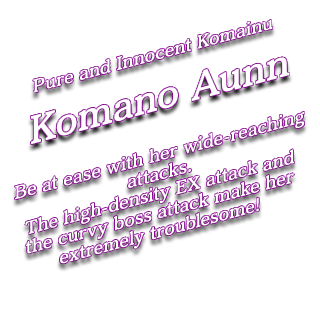 Pure and Innocent Komainu
Komano Aunn
Be at ease with her wide-reaching
attacks.
The high-density EX attack and
the curvy boss attack make her
extremely troublesome!